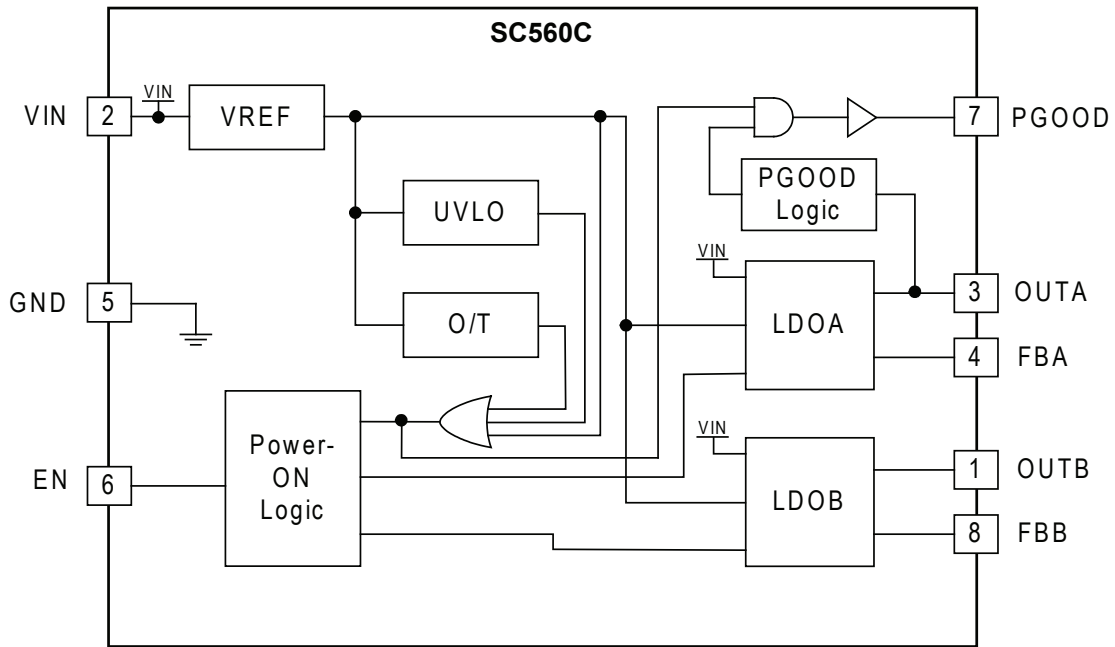 SC560C
VIN
2
VIN
VREF
7
PGOOD
PGOOD
Logic
UVLO
VIN
GND
5
O/T
LDOA
3
OUTA
4
FBA
Power-
ON
Logic
VIN
EN
6
LDOB
1
OUTB
8
FBB